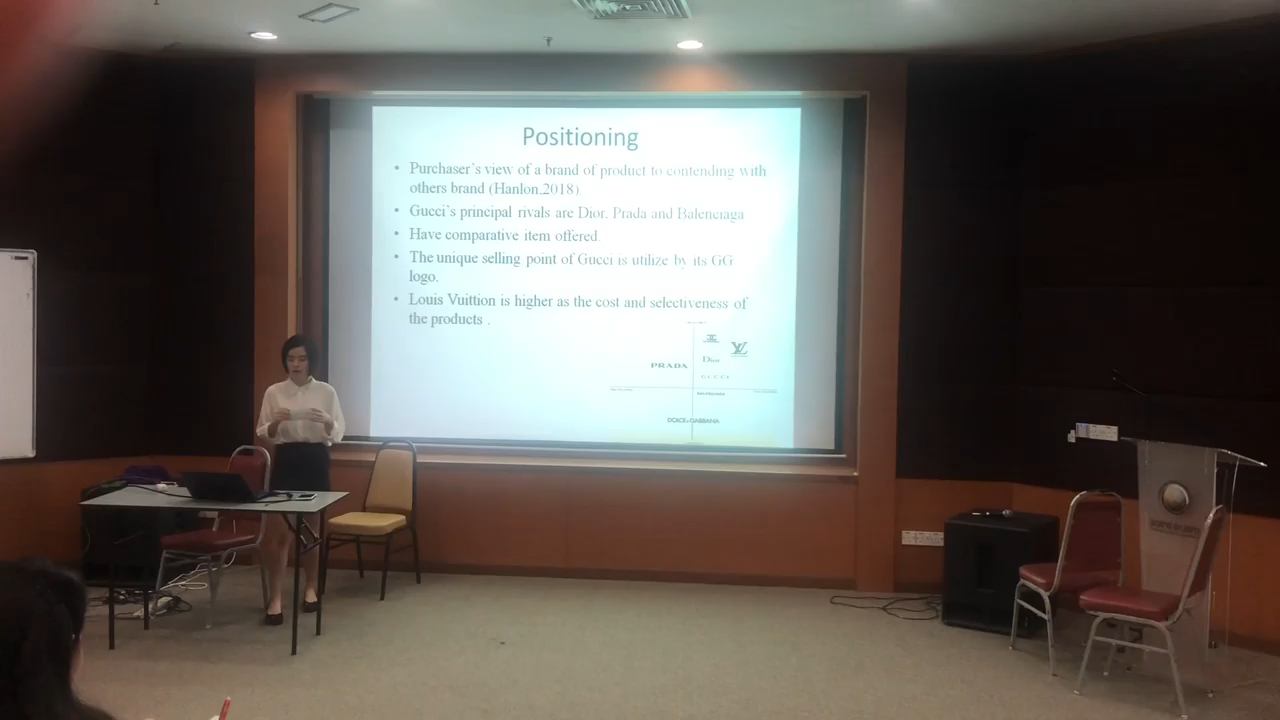 Positioning
• Purchaser's view of a brand of product to contending with
others brand (Hanlon,2018).
• Gucci's principal rivals are Dior, Prada and Balenciaga
• Have comparative item offered.
• The unique selling point of Gucci is utilize by its GG
logo.
• Louis Vuittion is higher as the cost and selectiveness of
the products .
LV
Dior
PRADA
GUCCI
BALENCIAGA
DOLCE&GABBANA